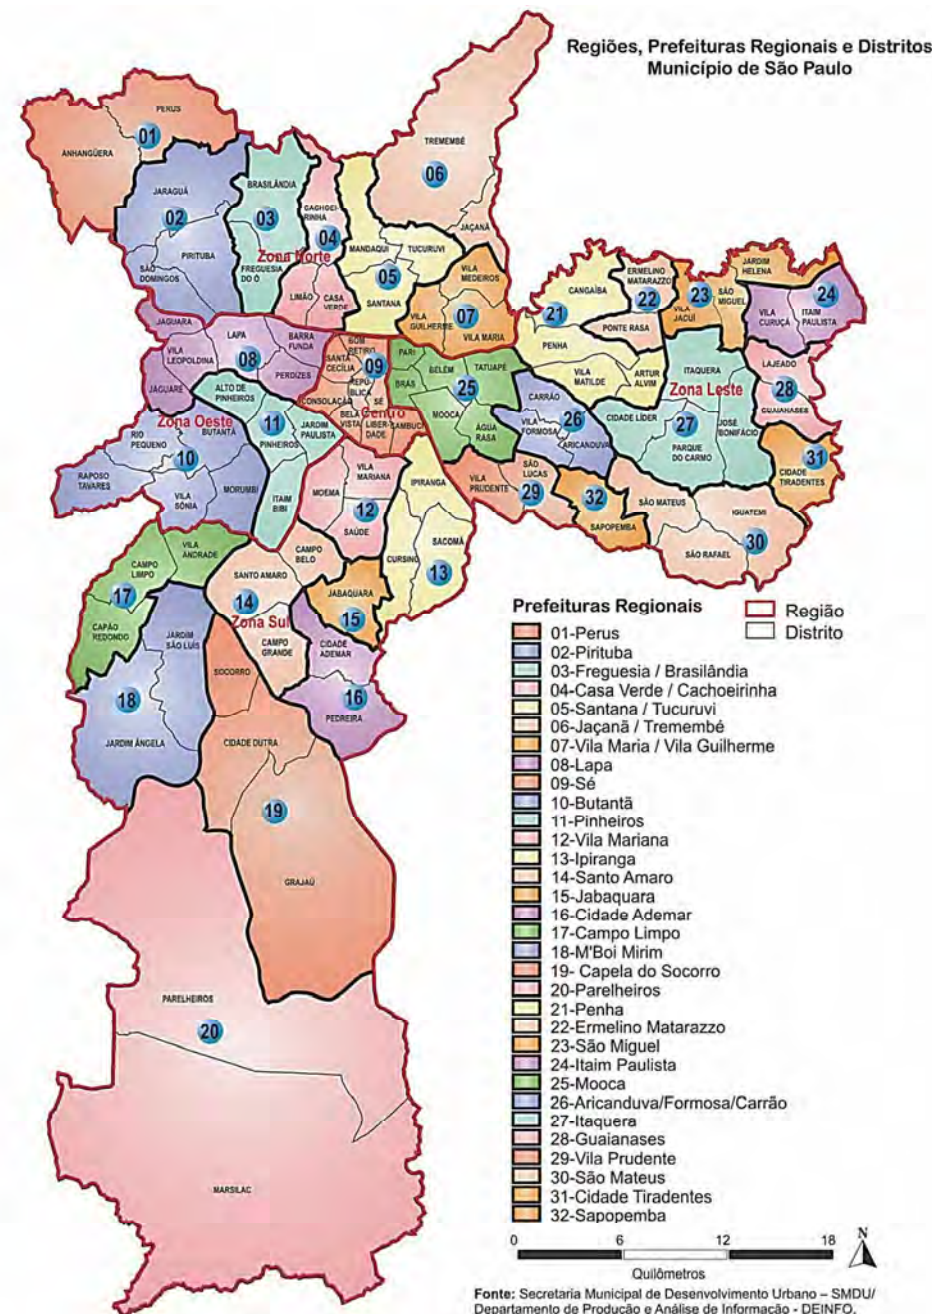 Regiões, Prefeituras Regionais e Distritos
Município de São Paulo
PERUS
01
ANHANGÜERA
TREMEMBÉ
06
JARAGUÁ
02
BRASILÂNDIA
03
CACHOEI-
RINHA
04
MANDAQUI
TUCURUVI
JAÇANÃ
PIRITUBA
Zona Norte
SÃO
DOMINGOS
FREGUESIA
DO Ó
LIMÃO
CASA
VERDE
05
SANTANA
VILA
MEDEIROS
VILA
GUILHERME
07
VILA MARIA
CANGAÍBA
21
ERMELINO
MATARAZZO
22
PONTE RASA
23
VILA
JACUÍ
SÃO
MIGUEL
JARDIM
HELENA
24
VILA
CURUÇÁ
ITAIM
PAULISTA
JAGUARA
LAPA
08
BARRA
FUNDA
VILA
LEOPOLDINA
PERDIZES
JAGUARÉ
BOM
RETIRO
SANTA
CECÍLIA
09
REPÚ-
BLICA
SÉ
CONSOLAÇÃO
BELA
VISTA
Centro
LIBER-
DADE
CAMBUCI
PARI
BRÁS
BELÉM
TATUAPÉ
25
MOOCA
ÁGUA
RASA
PENHA
VILA
MATILDE
ARTUR
ALVIM
CARRÃO
VILA
FORMOSA
26
ARICANDUVA
ITAQUERA
Zona Leste
CIDADE LÍDER
27
JOSÉ
BONIFÁCIO
PARQUE
DO CARMO
LAJEADO
28
GUAIANASES
31
CIDADE
TIRADENTES
ALTO DE
PINHEIROS
11
PINHEIROS
JARDIM
PAULISTA
Zona Oeste
RIO
PEQUENO
BUTANTÃ
10
RAPOSO
TAVARES
VILA
SÔNIA
MORUMBI
ITAIM
BIBI
VILA
MARIANA
MOEMA
12
SAÚDE
IPIRANGA
SACOMÃ
CURSINO
13
VILA
PRUDENTE
SÃO
LUCAS
29
32
SAPOPEMBA
SÃO MATEUS
IGUATEMI
30
SÃO RAFAEL
VILA
ANDRADE
CAMPO
LIMPO
17
CAPÃO
REDONDO
CAMPO
BELO
SANTO AMARO
14
Zona Sul
CAMPO
GRANDE
JABAQUARA
15
JARDIM
SÃO LUÍS
18
JARDIM ÂNGELA
SOCORRO
CIDADE
ADEMAR
16
PEDREIRA
CIDADE DUTRA
19
GRAJAÚ
PARELHEIROS
20
MARSILAC
Prefeituras Regionais
Região
Distrito
01-Perus
02-Pirituba
03-Freguesia / Brasilândia
04-Casa Verde / Cachoeirinha
05-Santana / Tucuruvi
06-Jaçanã / Tremembé
07-Vila Maria / Vila Guilherme
08-Lapa
09-Sé
10-Butantã
11-Pinheiros
12-Vila Mariana
13-Ipiranga
14-Santo Amaro
15-Jabaquara
16-Cidade Ademar
17-Campo Limpo
18-M'Boi Mirim
19- Capela do Socorro
20-Parelheiros
21-Penha
22-Ermelino Matarazzo
23-São Miguel
24-Itaim Paulista
25-Mooca
26-Aricanduva/Formosa/Carrão
27-Itaquera
28-Guaianases
29-Vila Prudente
30-São Mateus
31-Cidade Tiradentes
32-Sapopemba
0 6 12 18
N
Quilômetros
Fonte: Secretaria Municipal de Desenvolvimento Urbano – SMDU/
Departamento de Produção e Análise de Informação - DEINFO.